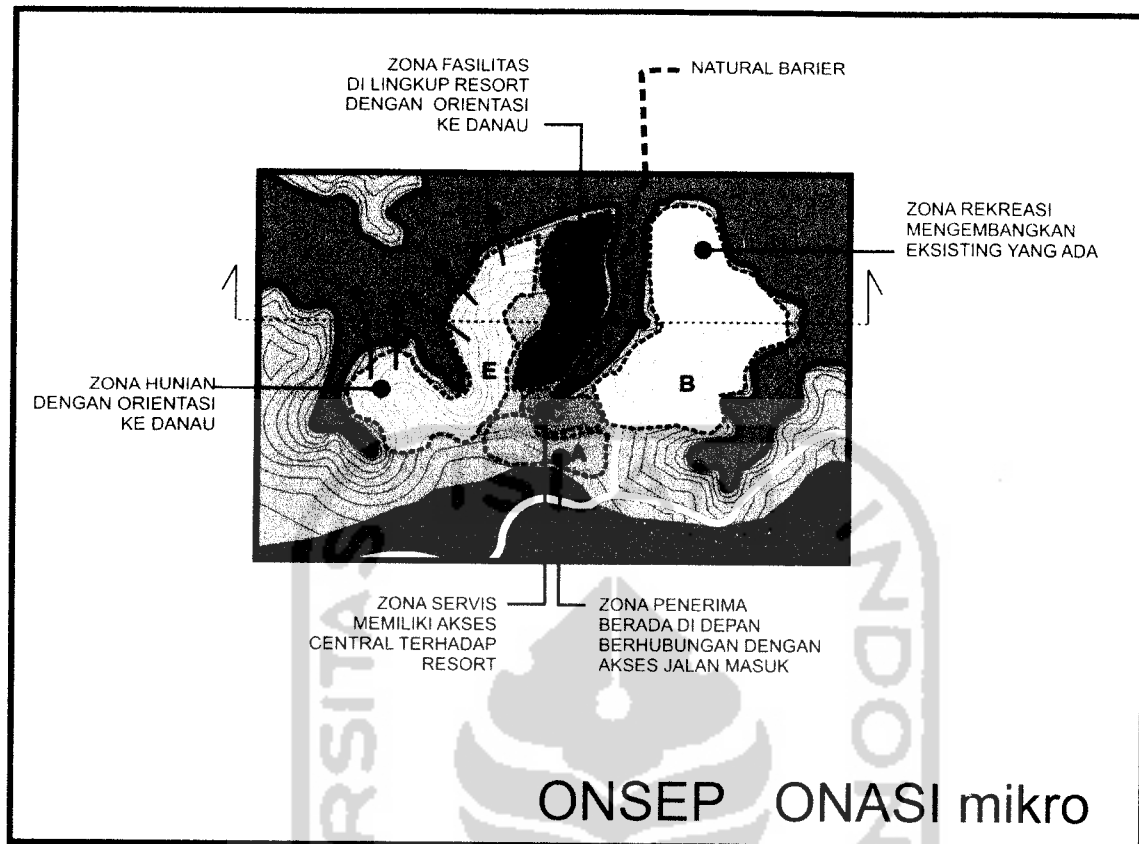 ZONA FASILITAS
DI LINGKUP RESORT
DENGAN ORIENTASI
KE DANAU
NATURAL BARIER
ZONA REKREASI
MENGEMBANGKAN
EKSISTING YANG ADA
ZONA HUNIAN
DENGAN ORIENTASI
KE DANAU
E
B
A
ZONA SERVIS
MEMILIKI AKSES
CENTRAL TERHADAP
RESORT
ZONA PENERIMA
BERADA DI DEPAN
BERHUBUNGAN DENGAN
AKSES JALAN MASUK
ONSEP ONASI mikro